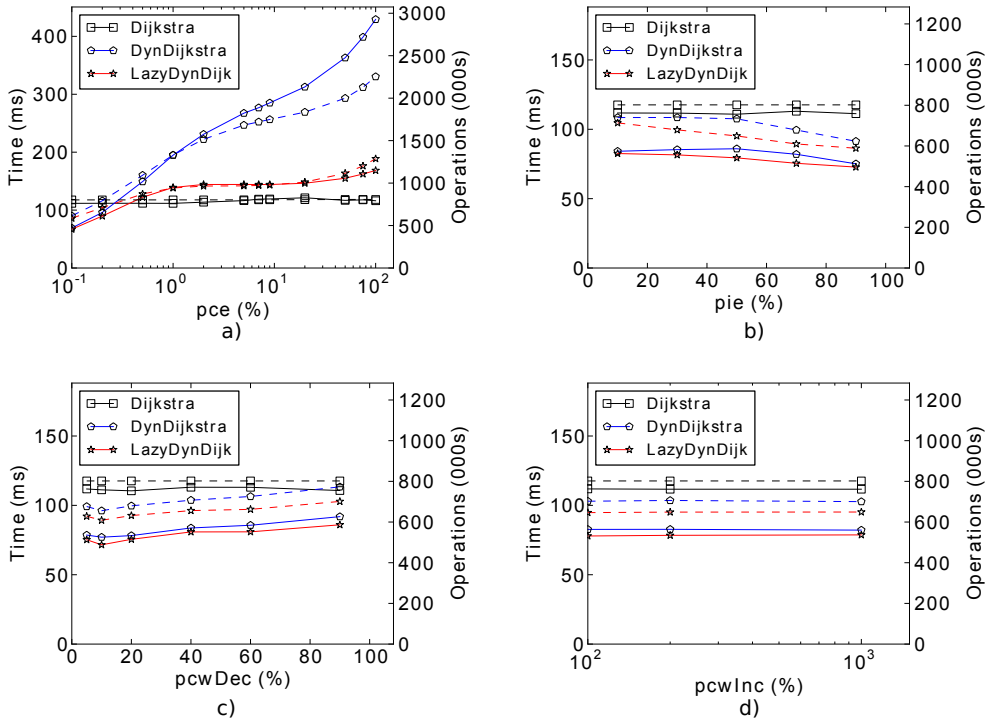 Dijkstra
DynDijkstra
LazyDynDijk
Time (ms)
400
300
200
100
0
Operations (000s)
3000
2500
2000
1500
1000
500
0
10^-1 10^0 10^1 10^2
pce (%)
a)
Dijkstra
DynDijkstra
LazyDynDijk
Time (ms)
150
100
50
0
Operations (000s)
1200
1000
800
600
400
200
0
0 20 40 60 80 100
pie (%)
b)
Dijkstra
DynDijkstra
LazyDynDijk
Time (ms)
150
100
50
0
Operations (000s)
1200
1000
800
600
400
200
0
0 20 40 60 80 100
pcwDec (%)
c)
Dijkstra
DynDijkstra
LazyDynDijk
Time (ms)
150
100
50
0
Operations (000s)
1200
1000
800
600
400
200
0
10^2 10^3
pcwInc (%)
d)